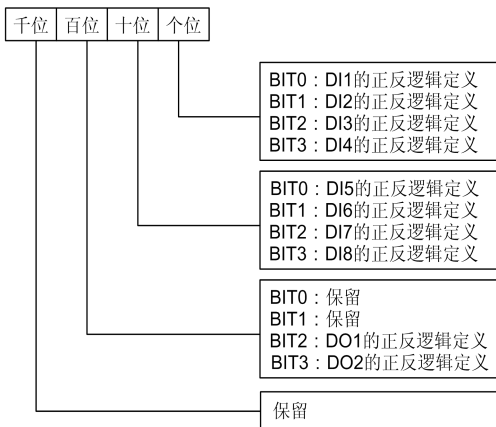 千位 百位 十位 个位
BIT0：DI1的正反逻辑定义
BIT1：DI2的正反逻辑定义
BIT2：DI3的正反逻辑定义
BIT3：DI4的正反逻辑定义
BIT0：DI5的正反逻辑定义
BIT1：DI6的正反逻辑定义
BIT2：DI7的正反逻辑定义
BIT3：DI8的正反逻辑定义
BIT0：保留
BIT1：保留
BIT2：DO1的正反逻辑定义
BIT3：DO2的正反逻辑定义
保留